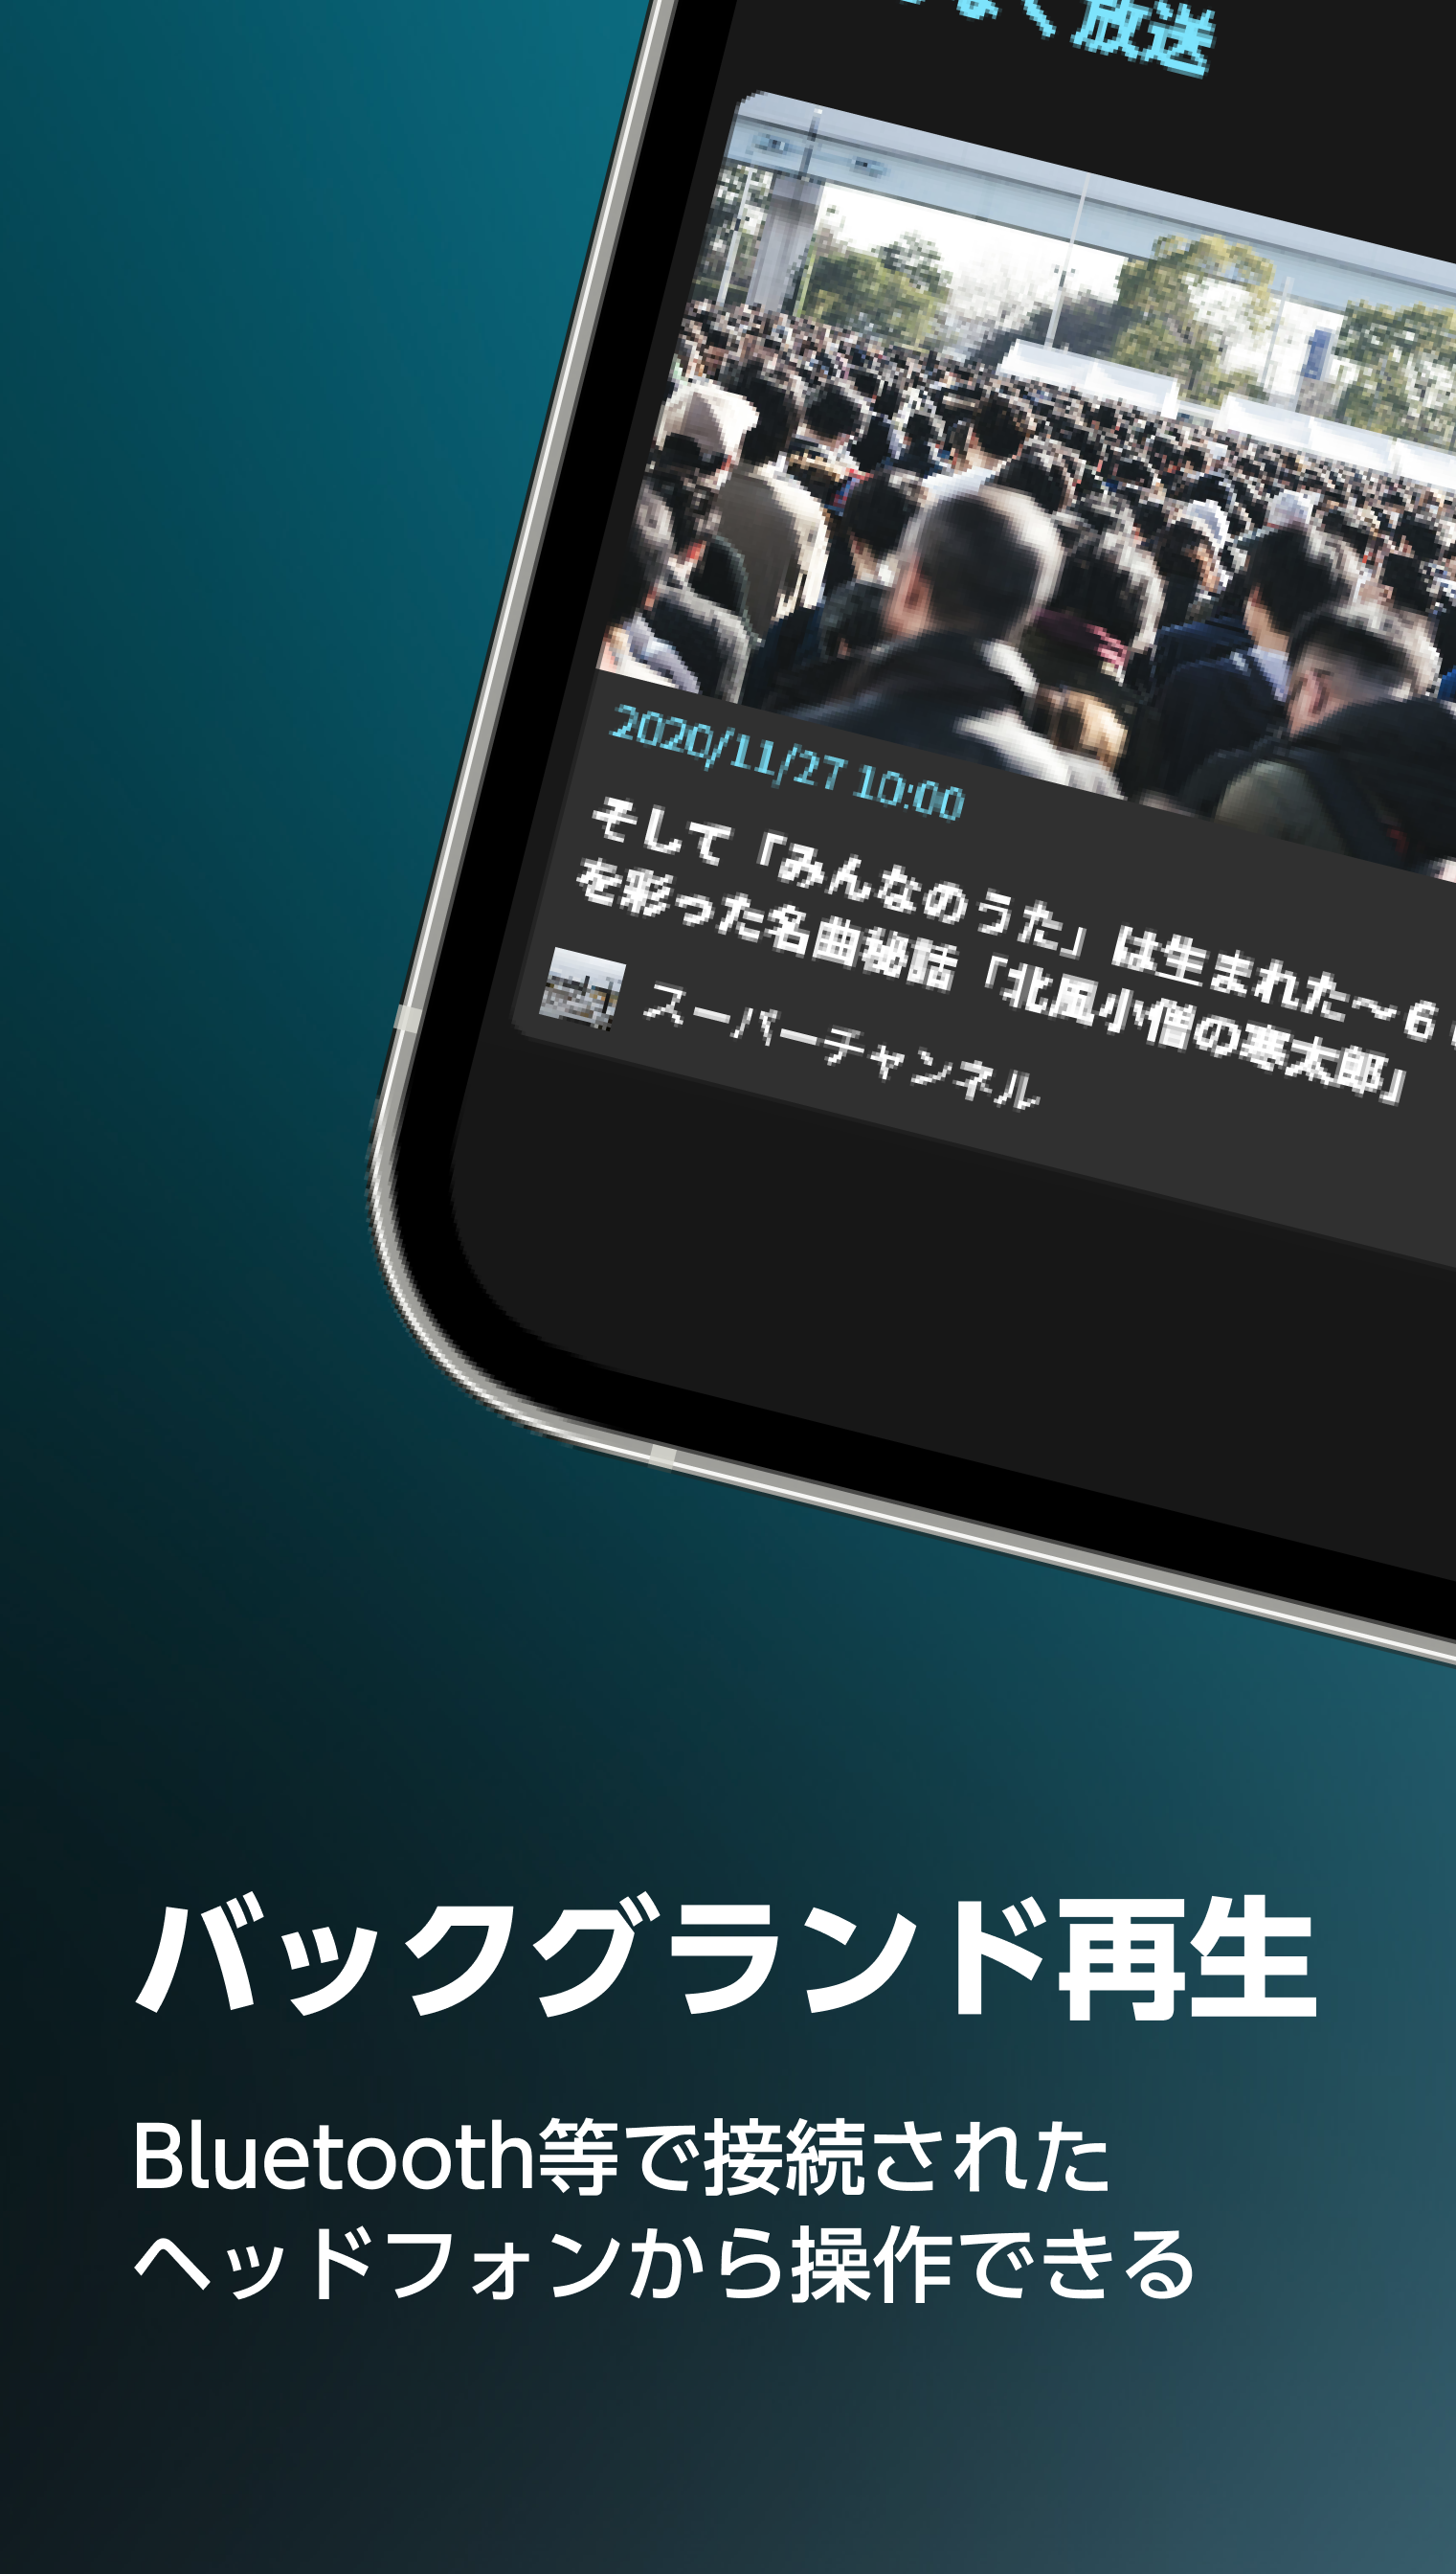 なく放送
2020/11/27 10:00
そして「みんなのうた」は生まれた〜6
を彩った名曲秘話「北風小僧の寒太郎」
スーパーチャンネル
バックグランド再生
Bluetooth等で接続された
ヘッドフォンから操作できる